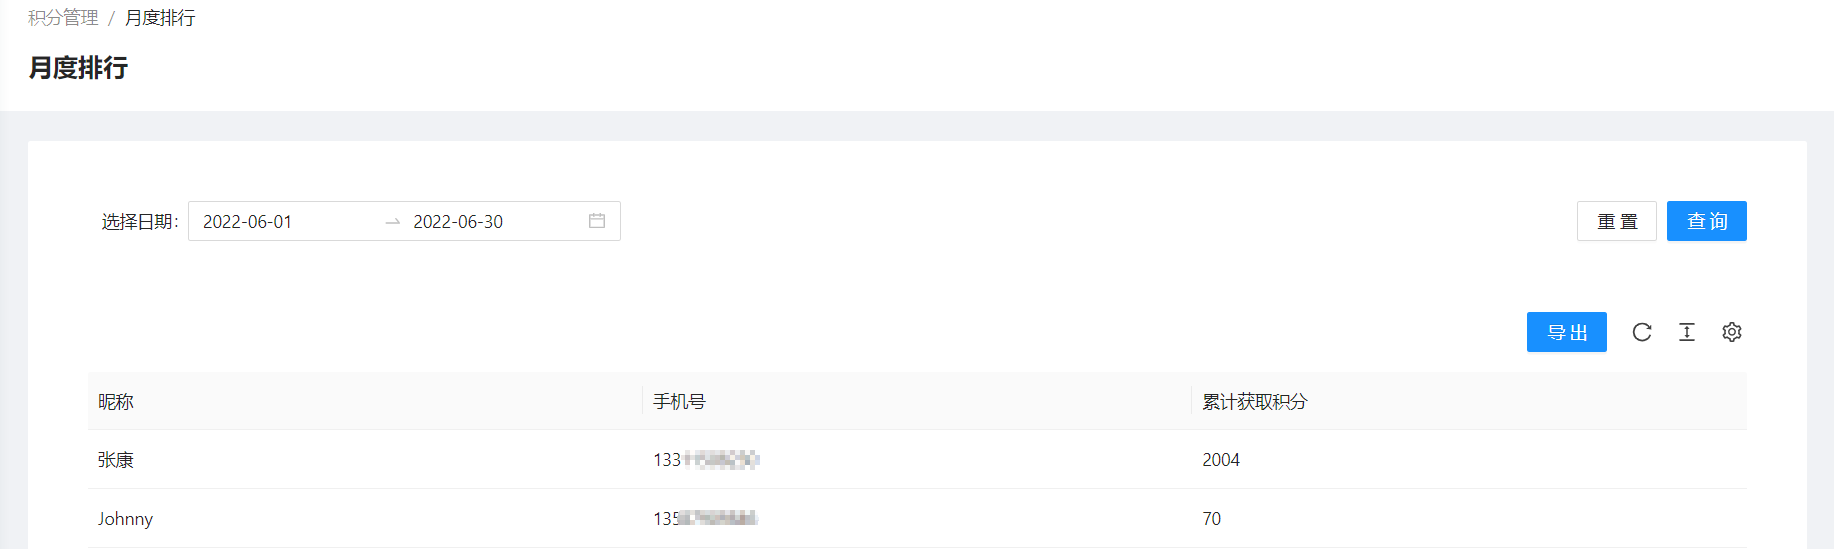 积分管理 / 月度排行
月度排行
选择日期: 2022-06-01 → 2022-06-30 重置 查询
导出
昵称 手机号 累计获取积分
张康 133 2004
Johnny 135 70